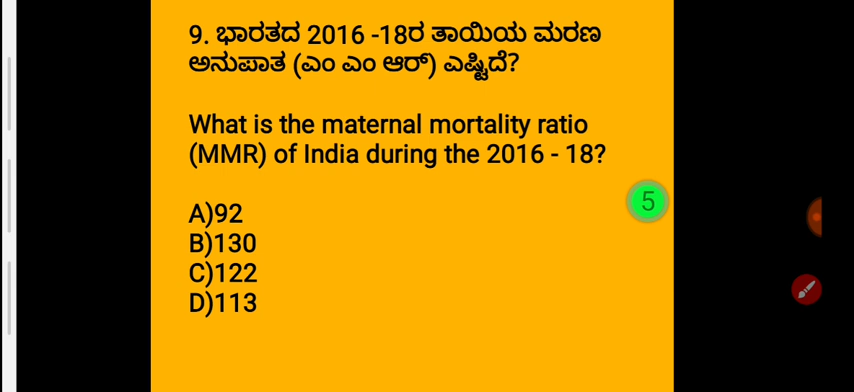 9. ಭಾರತದ 2016 -18ರ ತಾಯಿಯ ಮರಣ
ಅನುಪಾತ (ಎಂ ಎಂ ಆರ್) ಎಷ್ಟಿದೆ?
What is the maternal mortality ratio
(MMR) of India during the 2016 - 18?
5
A)92
B)130
C)122
D)113